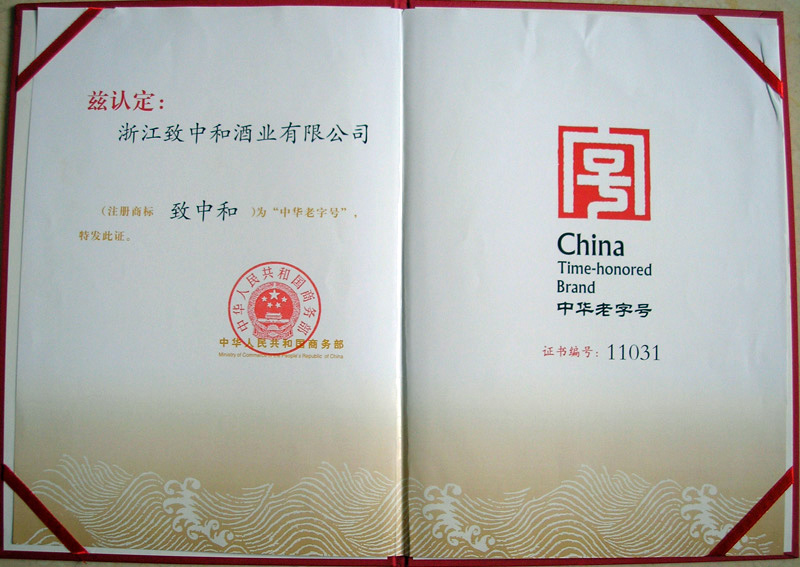 兹认定：
浙江致中和酒业有限公司
（注册商标 致中和 ）为“中华老字号”，
特发此证。
中华人民共和国商务部
中华人民共和国商务部
Ministry of Commerce of the People's Republic of China
字号
China
Time-honored
Brand
中华老字号
证书编号：11031